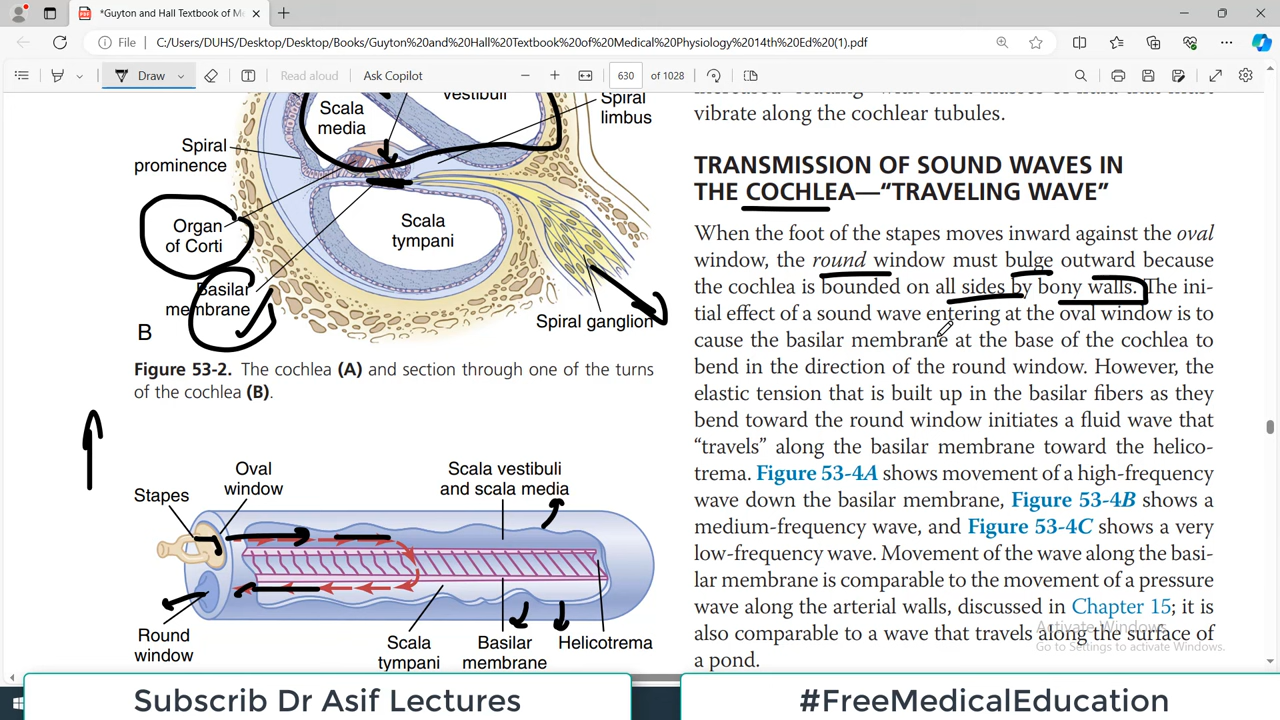 *Guyton and Hall Textbook of Me
File
C:/Users/DUHS/Desktop/Desktop/Books/Guyton%20and%20Hall%20Textbook%20of%20Medical%20Physiology%2014th%20Ed%20(1).pdf
Draw
Read aloud
Ask Copilot
630 of 1028
Scala
media
vestibuli
Spiral
limbus
Spiral
prominence
Organ
of Corti
Scala
tympani
Basilar
membrane
B
Spiral ganglion
Figure 53-2. The cochlea (A) and section through one of the turns
of the cochlea (B).
Oval
window
Scala vestibuli
and scala media
Stapes
Round
window
Scala
tympani
Basilar
membrane
Helicotrema
vibrate along the cochlear tubules.
TRANSMISSION OF SOUND WAVES IN
THE COCHLEA—“TRAVELING WAVE”
When the foot of the stapes moves inward against the oval
window, the round window must bulge outward because
the cochlea is bounded on all sides by bony walls. The ini-
tial effect of a sound wave entering at the oval window is to
cause the basilar membrane at the base of the cochlea to
bend in the direction of the round window. However, the
elastic tension that is built up in the basilar fibers as they
bend toward the round window initiates a fluid wave that
“travels” along the basilar membrane toward the helico-
trema. Figure 53-4A shows movement of a high-frequency
wave down the basilar membrane, Figure 53-4B shows a
medium-frequency wave, and Figure 53-4C shows a very
low-frequency wave. Movement of the wave along the basi-
lar membrane is comparable to the movement of a pressure
wave along the arterial walls, discussed in Chapter 15; it is
also comparable to a wave that travels along the surface of
a pond.
Activate Windows
Go to Settings to activate Windows.
Subscrib Dr Asif Lectures
#FreeMedicalEducation